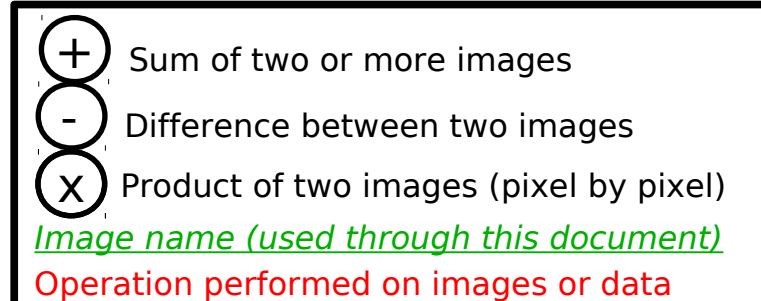 + Sum of two or more images
- Difference between two images
x Product of two images (pixel by pixel)
Image name (used through this document)
Operation performed on images or data